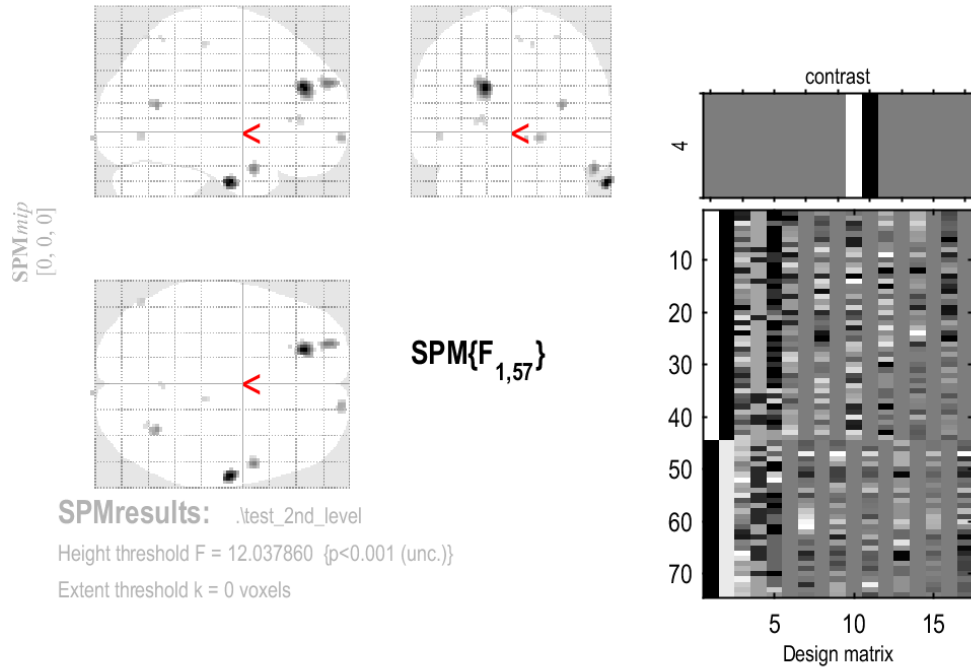 contrast
4
SPMmip
[0, 0, 0]
<
<
<
SPM{F1,57}
10
20
30
40
50
60
70
5
10
15
Design matrix
SPMresults: .\test_2nd_level
Height threshold F = 12.037860 {p<0.001 (unc.)}
Extent threshold k = 0 voxels